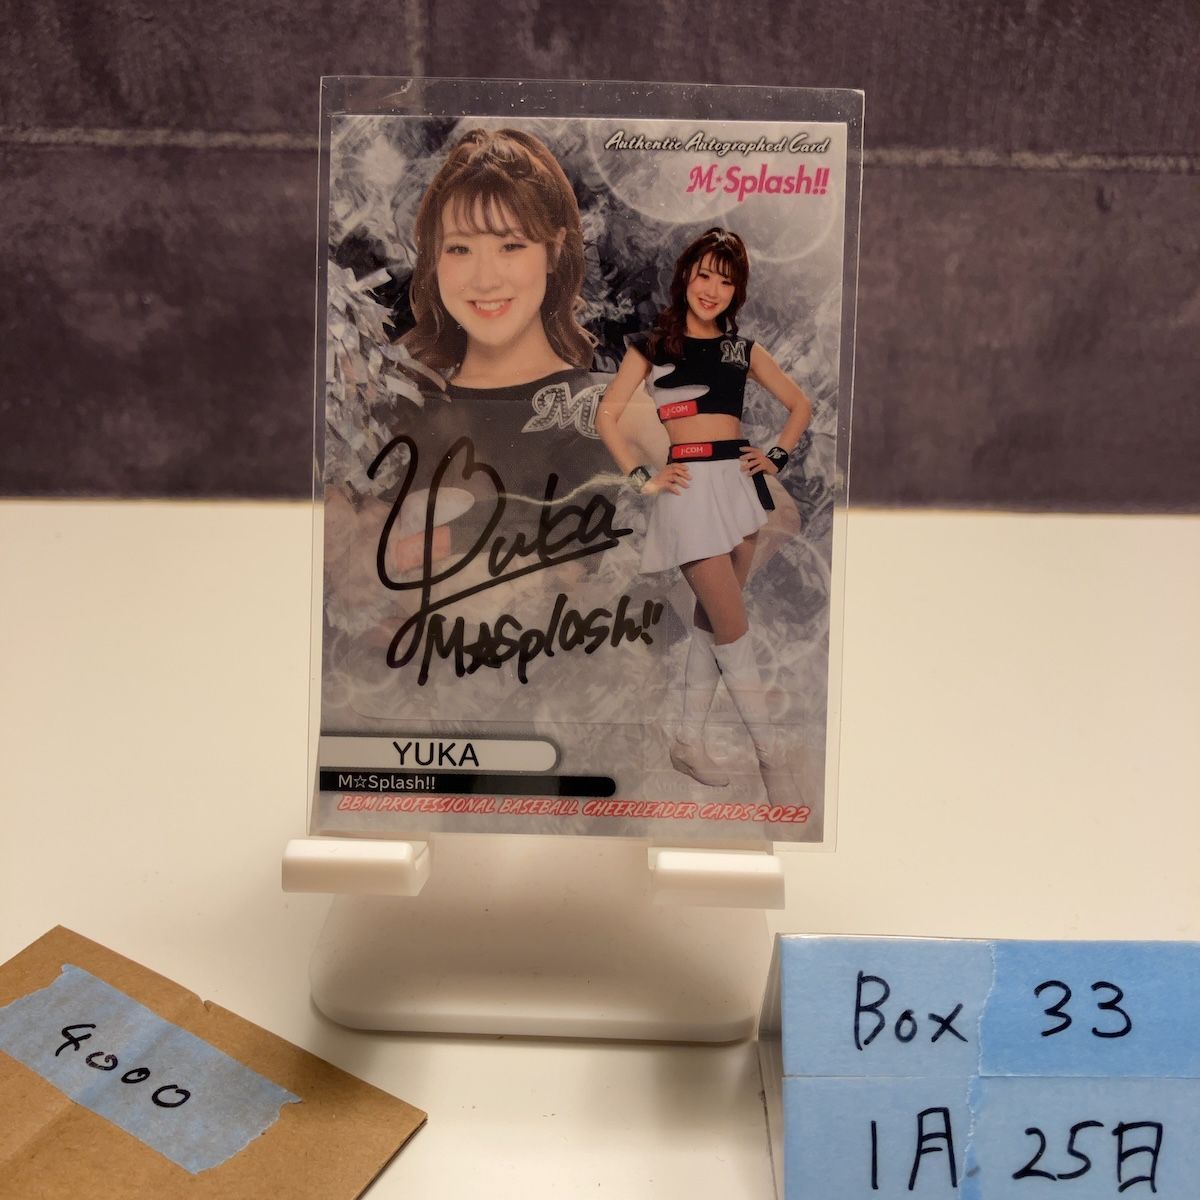 Authentic Autographed Card
M☆Splash!!
M
J:COM
J:COM
M
Yuka
M☆Splash!!
YUKA
M☆Splash!!
BBM PROFESSIONAL BASEBALL CHEERLEADER CARDS 2022
4000
Box 33
1月25日